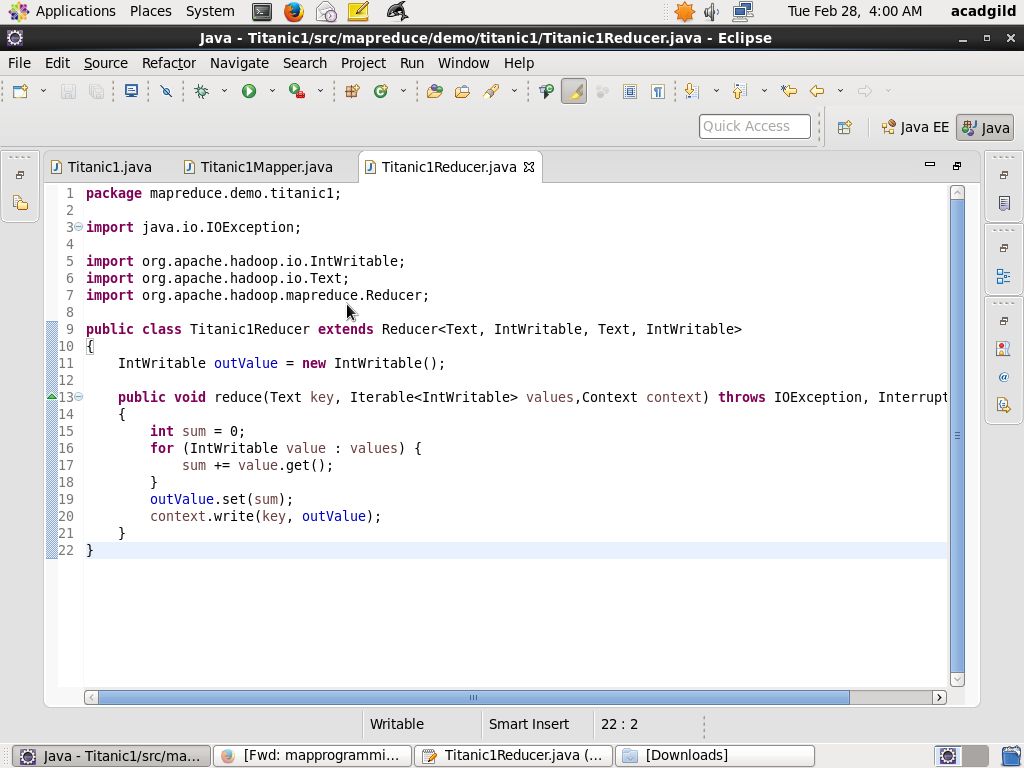 Applications Places System Tue Feb 28, 4:00 AM acadgild
Java - Titanic1/src/mapreduce/demo/titanic1/Titanic1Reducer.java - Eclipse
File Edit Source Refactor Navigate Search Project Run Window Help
Quick Access Java EE Java
Titanic1.java Titanic1Mapper.java Titanic1Reducer.java
1 package mapreduce.demo.titanic1;
2
3 import java.io.IOException;
4
5 import org.apache.hadoop.io.IntWritable;
6 import org.apache.hadoop.io.Text;
7 import org.apache.hadoop.mapreduce.Reducer;
8
9 public class Titanic1Reducer extends Reducer<Text, IntWritable, Text, IntWritable>
10 {
11     IntWritable outValue = new IntWritable();
12
13     public void reduce(Text key, Iterable<IntWritable> values,Context context) throws IOException, Interrupt
14     {
15         int sum = 0;
16         for (IntWritable value : values) {
17             sum += value.get();
18         }
19         outValue.set(sum);
20         context.write(key, outValue);
21     }
22 }
Writable Smart Insert 22 : 2
Java - Titanic1/src/ma... [Fwd: mapprogrammi... Titanic1Reducer.java (... [Downloads]